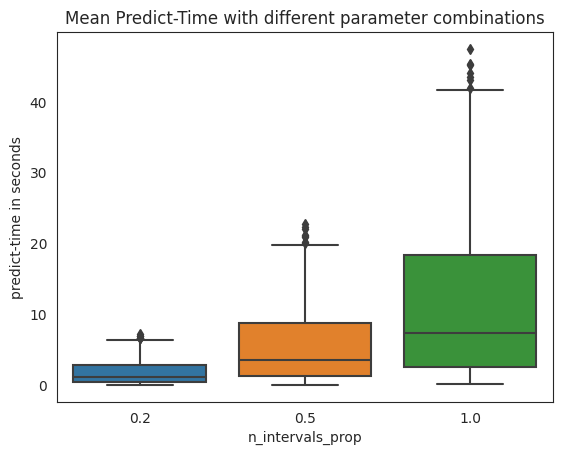 Mean Predict-Time with different parameter combinations
predict-time in seconds
40
30
20
10
0
0.2 0.5 1.0
n_intervals_prop